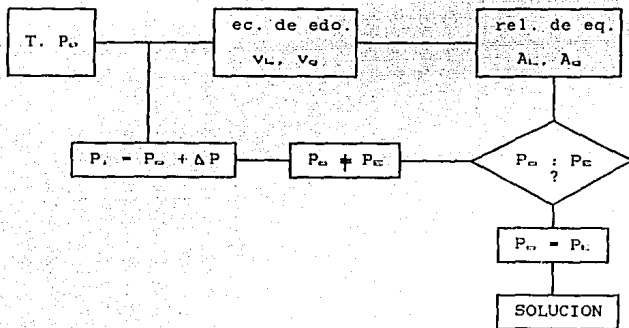 T. P₀
ec. de edo.
v_L, v_G
rel. de eq.
A_L, A_G
P₀ : P_E
?
P₀ ≠ P_E
P₁ = P₀ + ΔP
P₀ = P_E
SOLUCION